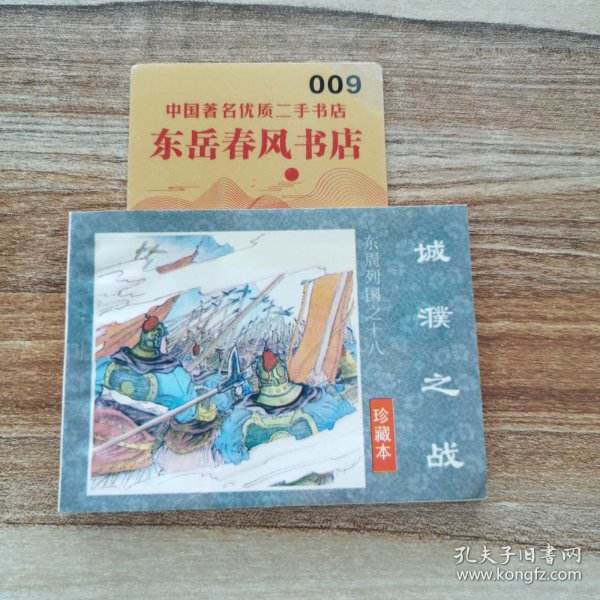 009
中国著名优质二手书店
东岳春风书店
城濮之战
东周列国之十八
珍藏本
孔夫子旧书网
www.kongfz.com